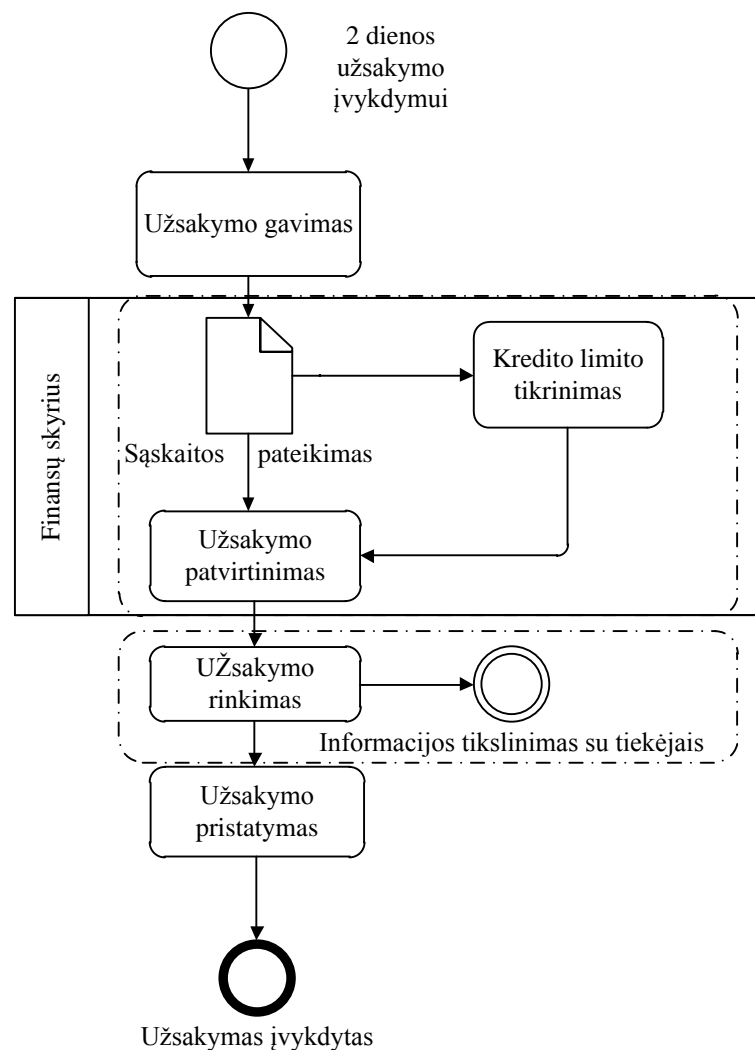 2 dienos
užsakymo
įvykdymui
Užsakymo gavimas
Finansų skyrius
Kredito limito
tikrinimas
Sąskaitos pateikimas
Užsakymo
patvirtinimas
UŽsakymo
rinkimas
Informacijos tikslinimas su tiekėjais
Užsakymo
pristatymas
Užsakymas įvykdytas